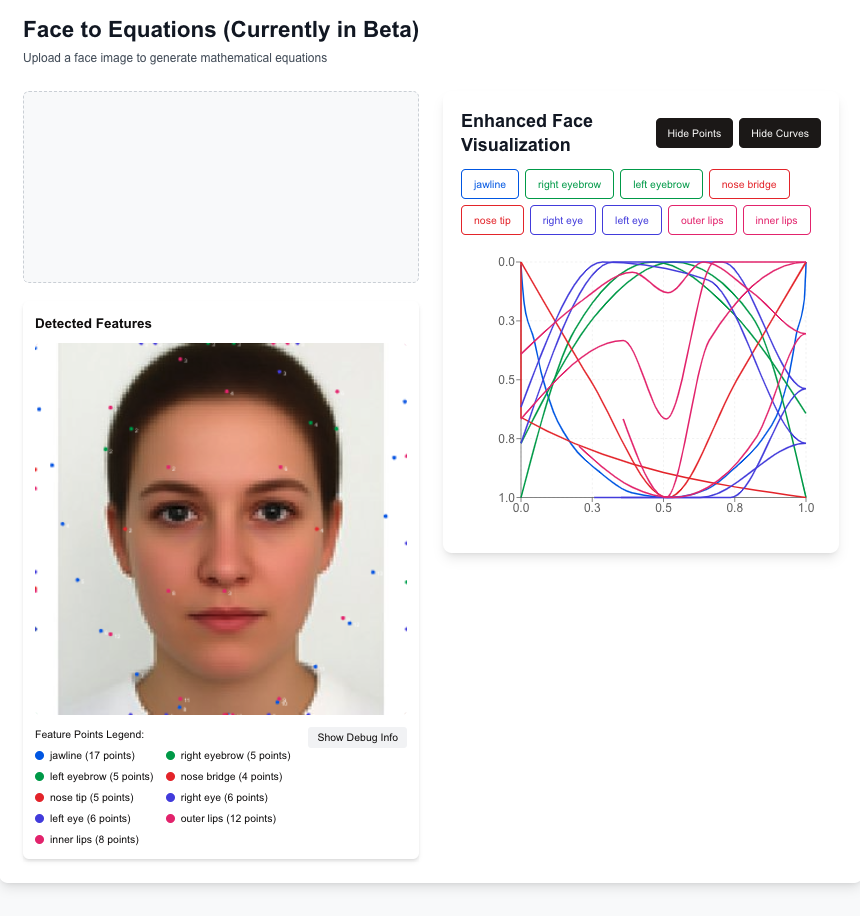 Face to Equations (Currently in Beta)
Upload a face image to generate mathematical equations
Enhanced Face
Visualization
Hide Points
Hide Curves
jawline
right eyebrow
left eyebrow
nose bridge
nose tip
right eye
left eye
outer lips
inner lips
0.0
0.3
0.5
0.8
1.0
0.0
0.3
0.5
0.8
1.0
Detected Features
Feature Points Legend:
Show Debug Info
jawline (17 points)
right eyebrow (5 points)
left eyebrow (5 points)
nose bridge (4 points)
nose tip (5 points)
right eye (6 points)
left eye (6 points)
outer lips (12 points)
inner lips (8 points)